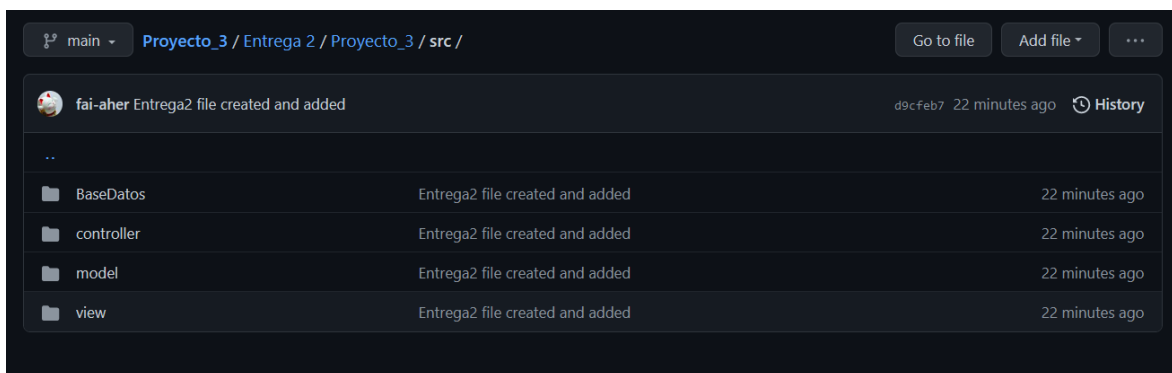 main Proyecto_3 / Entrega 2 / Proyecto_3 / src / Go to file Add file ...
fai-aher Entrega2 file created and added d9cfeb7 22 minutes ago History
..
BaseDatos Entrega2 file created and added 22 minutes ago
controller Entrega2 file created and added 22 minutes ago
model Entrega2 file created and added 22 minutes ago
view Entrega2 file created and added 22 minutes ago